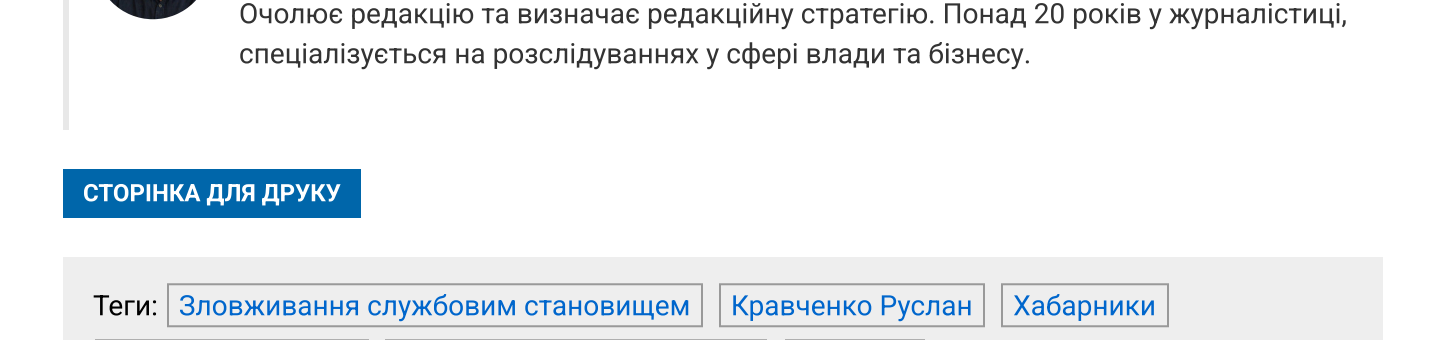 Очолює редакцію та визначає редакційну стратегію. Понад 20 років у журналістиці,
спеціалізується на розслідуваннях у сфері влади та бізнесу.
СТОРІНКА ДЛЯ ДРУКУ
Теги: Зловживання службовим становищем Кравченко Руслан Хабарники